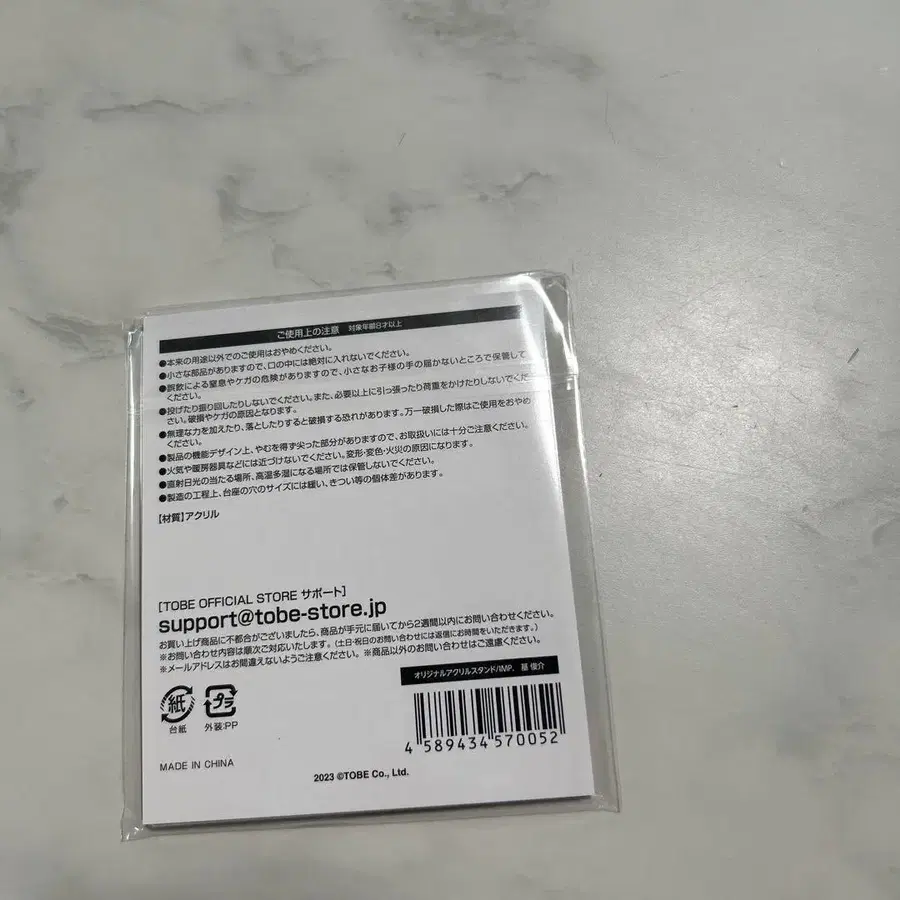 ご使用上の注意 対象年齢8才以上
●本来の用途以外でのご使用はおやめください。
●小さな部品がありますので、口の中には絶対に入れないでください。
●誤飲による窒息やケガの危険がありますので、小さなお子様の手の届かないところで保管して
ください。
●投げたり振り回したりしないでください。また、必要以上に引っ張ったり荷重をかけたりしないでくだ
さい。破損やケガの原因となります。
●無理な力を加えたり、落としたりすると破損する恐れがあります。万一破損した際はご使用をおやめ
ください。
●製品の機能デザイン上、やむを得ず尖った部分がありますので、お取扱いには十分ご注意ください。
●火気や暖房器具などには近づけないでください。変形・変色・火災の原因になります。
●直射日光の当たる場所、高温多湿になる場所では保管しないでください。
●製造の工程上、台座の穴のサイズには緩い、きつい等の個体差があります。
【材質】アクリル
[TOBE OFFICIAL STORE サポート]
support@tobe-store.jp
お買い上げ商品に不都合がございましたら、商品が手元に届いてから2週間以内にお問い合わせください。
※お問い合わせ内容は順次ご対応いたします。(土日・祝日のお問い合わせには返信にお時間をいただきます。)
※メールアドレスはお間違えないようご注意ください。※商品以外のお問い合わせはご遠慮ください。
オリジナルアクリルスタンド/IMP. 基 俊介
紙
台紙
プラ
外装:PP
4 589434 570052
MADE IN CHINA
2023 ©TOBE Co., Ltd.